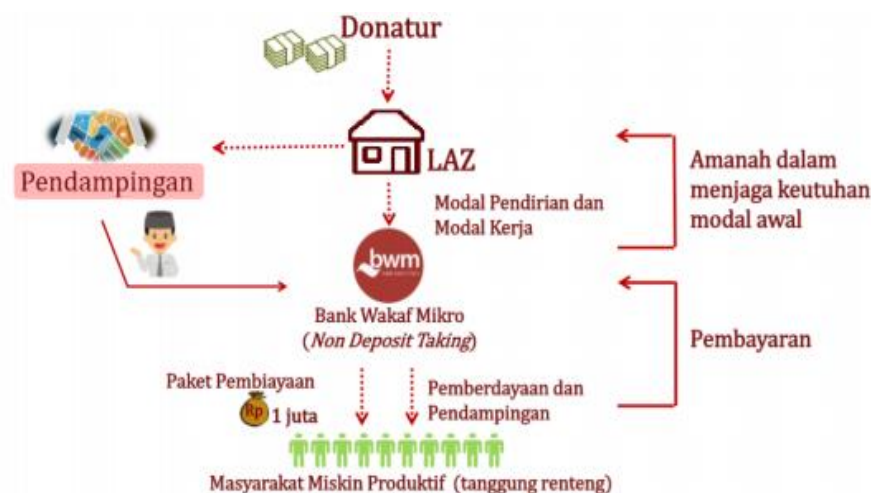 Donatur
LAZ
Pendampingan
Modal Pendirian dan
Modal Kerja
Amanah dalam
menjaga keutuhan
modal awal
bwm
Bank Wakaf Mikro
(Non Deposit Taking)
Pembayaran
Paket Pembiayaan
Rp 1 juta
Pemberdayaan dan
Pendampingan
Masyarakat Miskin Produktif (tanggung renteng)